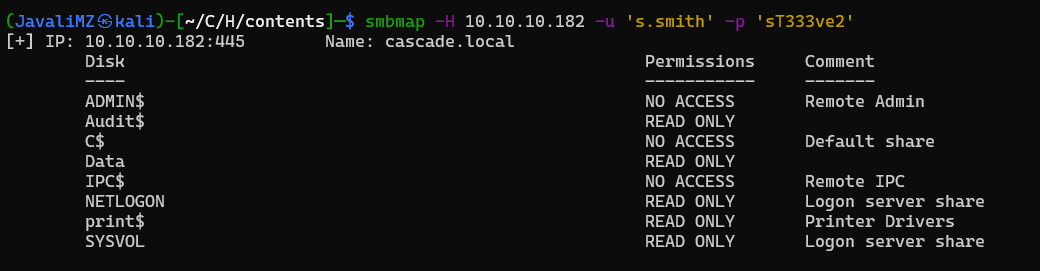 (JavaliMZ㉿kali)-[~/C/H/contents]-$ smbmap -H 10.10.10.182 -u 's.smith' -p 'sT333ve2'
[+] IP: 10.10.10.182:445 Name: cascade.local
Disk Permissions Comment
---- ----------- -------
ADMIN$ NO ACCESS Remote Admin
Audit$ READ ONLY
C$ NO ACCESS Default share
Data READ ONLY
IPC$ NO ACCESS Remote IPC
NETLOGON READ ONLY Logon server share
print$ READ ONLY Printer Drivers
SYSVOL READ ONLY Logon server share